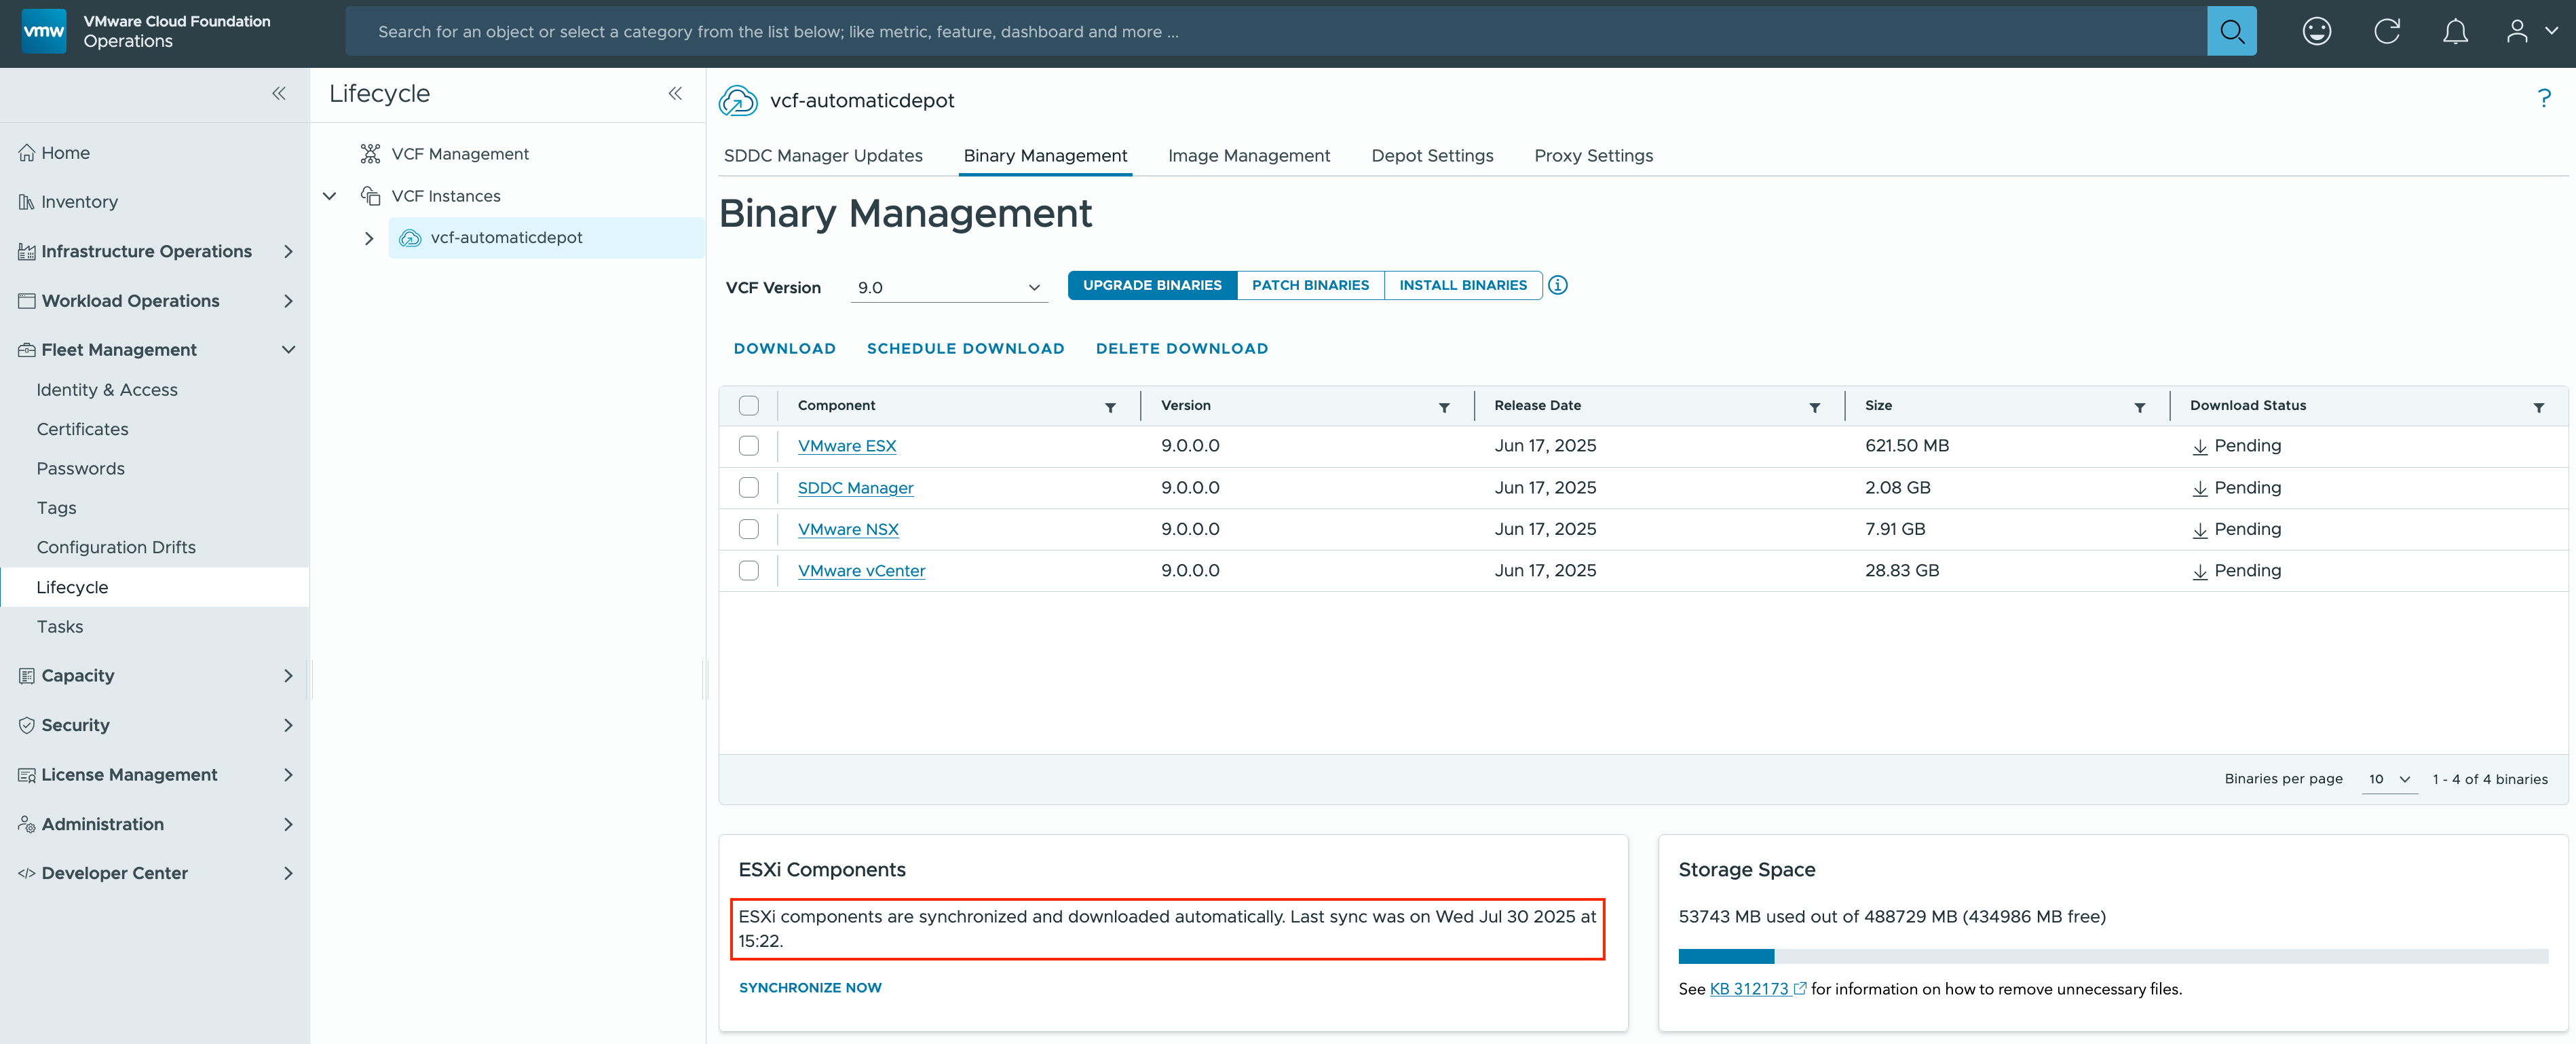 vmw
VMware Cloud Foundation
Operations
Search for an object or select a category from the list below; like metric, feature, dashboard and more ...
Home
Inventory
Infrastructure Operations
Workload Operations
Fleet Management
Identity & Access
Certificates
Passwords
Tags
Configuration Drifts
Lifecycle
Tasks
Capacity
Security
License Management
Administration
Developer Center
Lifecycle
VCF Management
VCF Instances
vcf-automaticdepot
vcf-automaticdepot
?
SDDC Manager Updates Binary Management Image Management Depot Settings Proxy Settings
Binary Management
VCF Version 9.0 UPGRADE BINARIES PATCH BINARIES INSTALL BINARIES
DOWNLOAD SCHEDULE DOWNLOAD DELETE DOWNLOAD
Component Version Release Date Size Download Status
VMware ESX 9.0.0.0 Jun 17, 2025 621.50 MB Pending
SDDC Manager 9.0.0.0 Jun 17, 2025 2.08 GB Pending
VMware NSX 9.0.0.0 Jun 17, 2025 7.91 GB Pending
VMware vCenter 9.0.0.0 Jun 17, 2025 28.83 GB Pending
Binaries per page 10 1 - 4 of 4 binaries
ESXi Components
ESXi components are synchronized and downloaded automatically. Last sync was on Wed Jul 30 2025 at
15:22.
SYNCHRONIZE NOW
Storage Space
53743 MB used out of 488729 MB (434986 MB free)
See KB 312173 for information on how to remove unnecessary files.